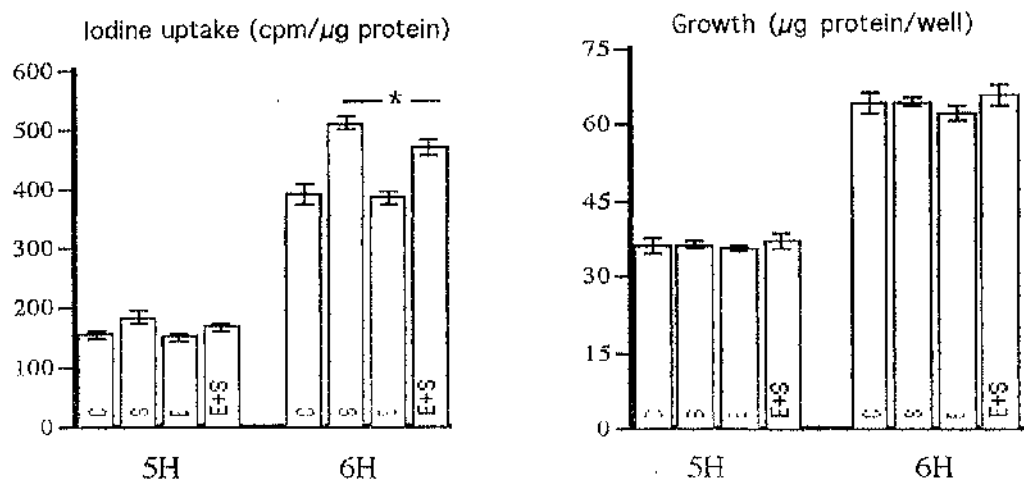 Iodine uptake (cpm/µg protein)
600
500
400
300
200
100
0
*
C S E E+S
C S E E+S
5H 6H
Growth (µg protein/well)
75
60
45
30
15
0
C S E E+S
C S E E+S
5H 6H